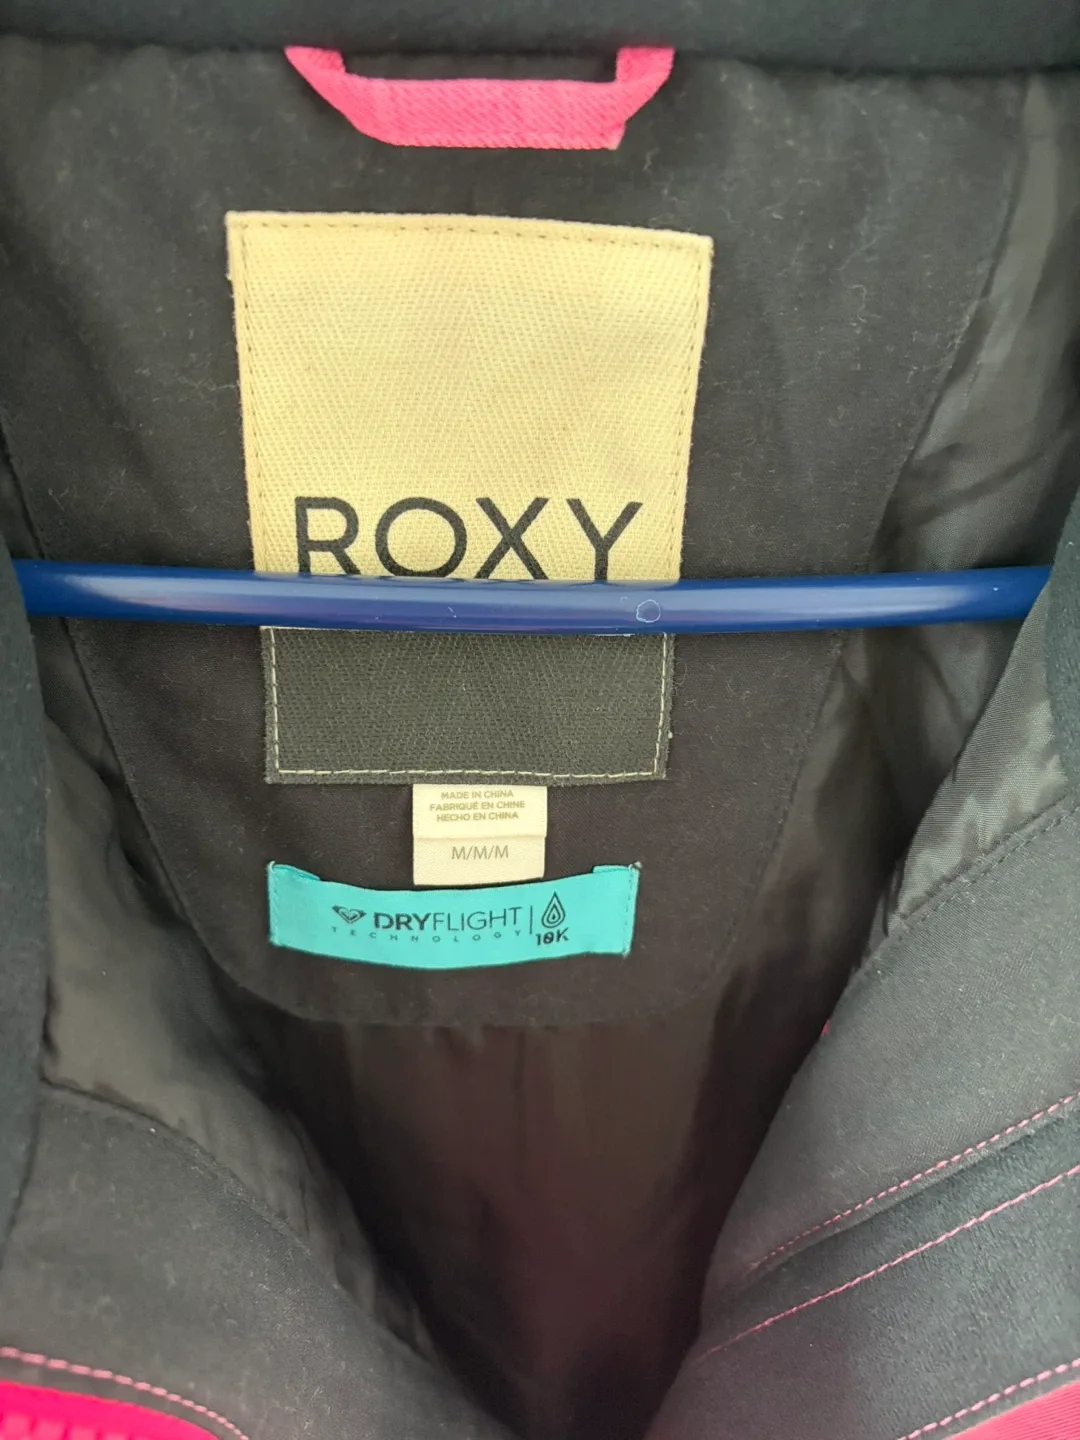 ROXY
MADE IN CHINA
FABRIQUÉ EN CHINE
HECHO EN CHINA
M/M/M
DRYFLIGHT
TECHNOLOGY
10K